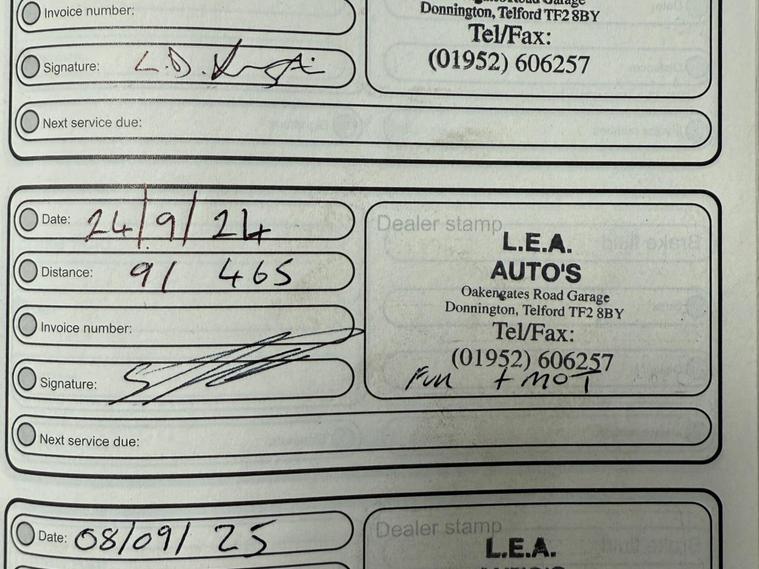 Invoice number:
Donnington, Telford TF2 8BY
Tel/Fax:
(01952) 606257
Signature: L.D.
Next service due:
Date: 24/9/24
Dealer stamp
L.E.A.
AUTO'S
Distance: 91 465
Oakengates Road Garage
Donnington, Telford TF2 8BY
Invoice number:
Tel/Fax:
(01952) 606257
Signature:
Full + MOT
Next service due:
Date: 08/09/25
Dealer stamp
L.E.A.